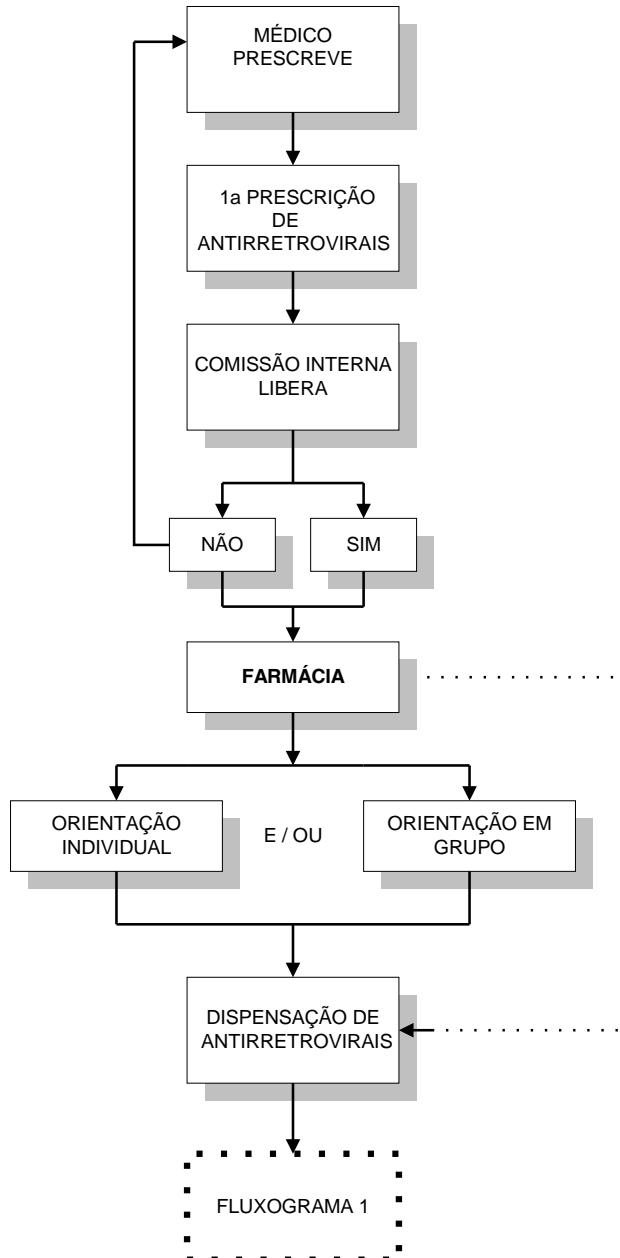 MÉDICO
PRESCREVE
1a PRESCRIÇÃO
DE
ANTIRRETROVIRAIS
COMISSÃO INTERNA
LIBERA
NÃO
SIM
FARMÁCIA
ORIENTAÇÃO
INDIVIDUAL
E / OU
ORIENTAÇÃO EM
GRUPO
DISPENSAÇÃO DE
ANTIRRETROVIRAIS
FLUXOGRAMA 1